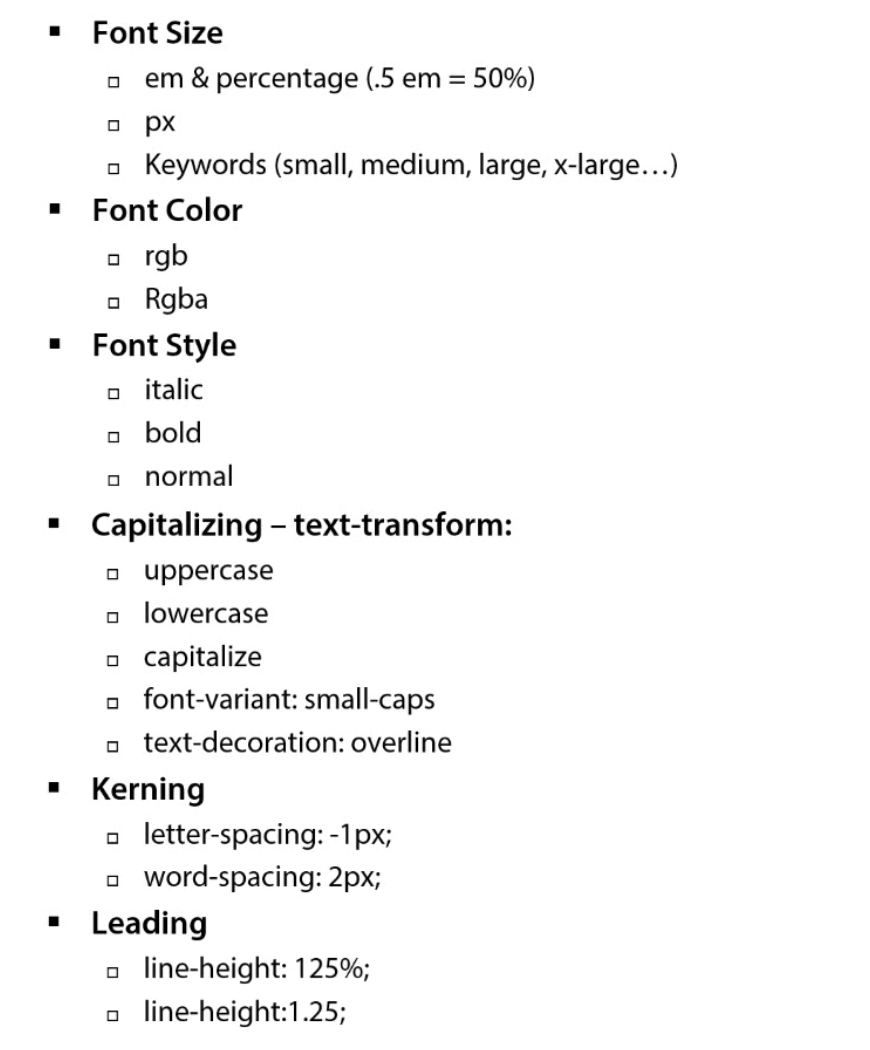 Font Size
em & percentage (.5 em = 50%)
px
Keywords (small, medium, large, x-large…)
Font Color
rgb
Rgba
Font Style
italic
bold
normal
Capitalizing – text-transform:
uppercase
lowercase
capitalize
font-variant: small-caps
text-decoration: overline
Kerning
letter-spacing: -1px;
word-spacing: 2px;
Leading
line-height: 125%;
line-height:1.25;